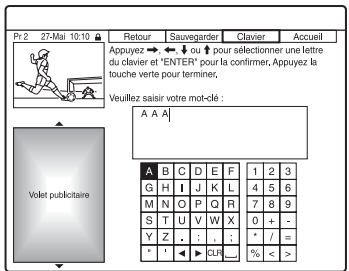 Pr 2 27-Mai 10:10
Retour Sauvegarder Clavier Accueil
Appuyez ➡, ⬅, ⬇ ou ⬆ pour sélectionner une lettre
du clavier et "ENTER" pour la confirmer. Appuyez la
touche verte pour terminer.
Veuillez saisir votre mot-clé :
A A A
Volet publicitaire
A B C D E F 1 2 3
G H I J K L 4 5 6
M N O P Q R 7 8 9
S T U V W X 0 + -
Y Z . : , ; * / =
" ' ◀ ▶ CLR ⎵ % < >